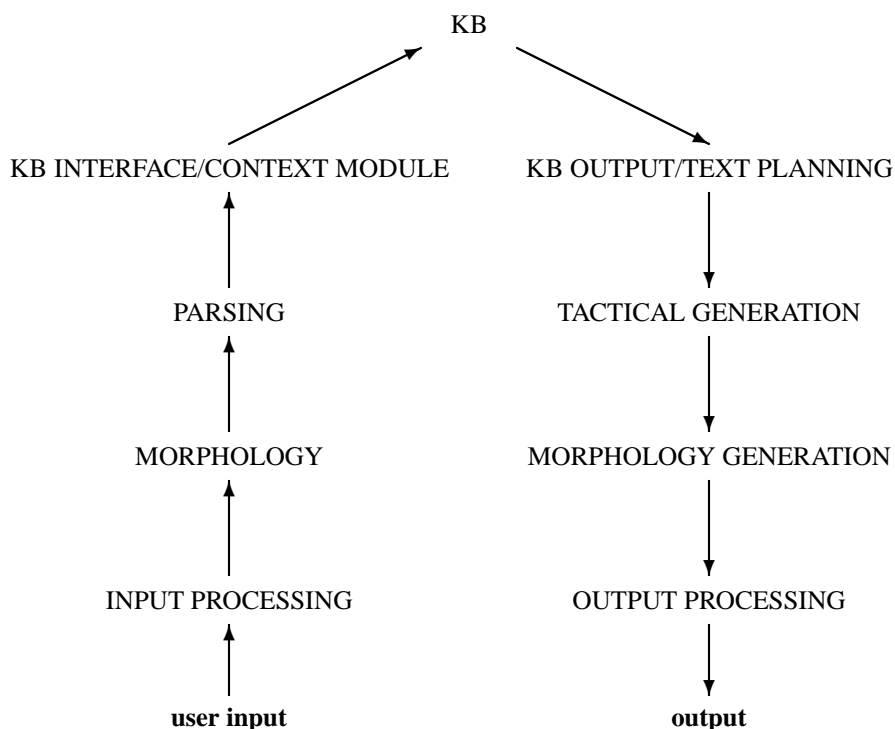 KB
KB INTERFACE/CONTEXT MODULE
KB OUTPUT/TEXT PLANNING
PARSING
TACTICAL GENERATION
MORPHOLOGY
MORPHOLOGY GENERATION
INPUT PROCESSING
OUTPUT PROCESSING
user input
output